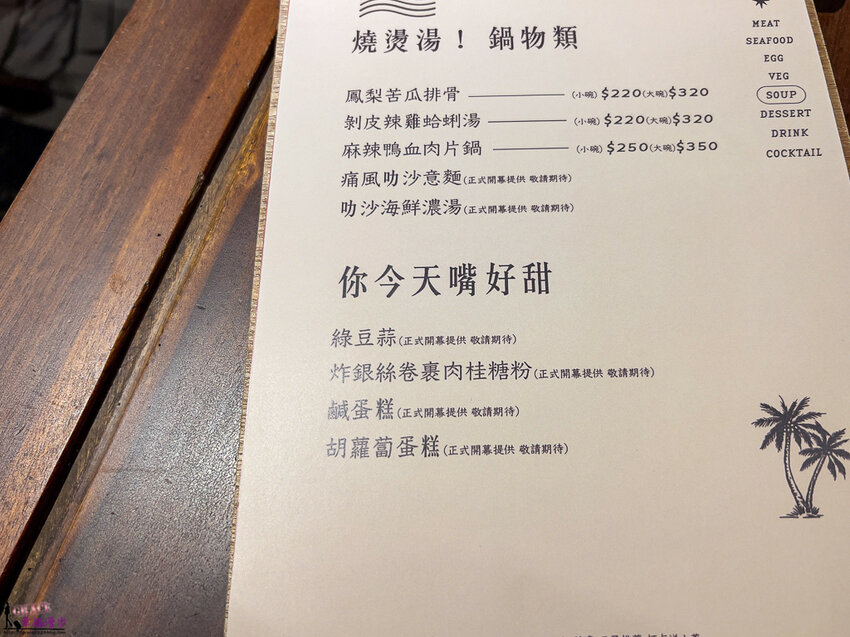 燒燙湯！ 鍋物類
鳳梨苦瓜排骨 (小碗) $220 (大碗) $320
剝皮辣雞蛤蜊湯 (小碗) $220 (大碗) $320
麻辣鴨血肉片鍋 (小碗) $250 (大碗) $350
痛風叻沙意麵(正式開幕提供 敬請期待)
叻沙海鮮濃湯(正式開幕提供 敬請期待)
你今天嘴好甜
綠豆蒜(正式開幕提供 敬請期待)
炸銀絲卷裹肉桂糖粉(正式開幕提供 敬請期待)
鹹蛋糕(正式開幕提供 敬請期待)
胡蘿蔔蛋糕(正式開幕提供 敬請期待)
MEAT
SEAFOOD
EGG
VEG
SOUP
DESSERT
DRINK
COCKTAIL